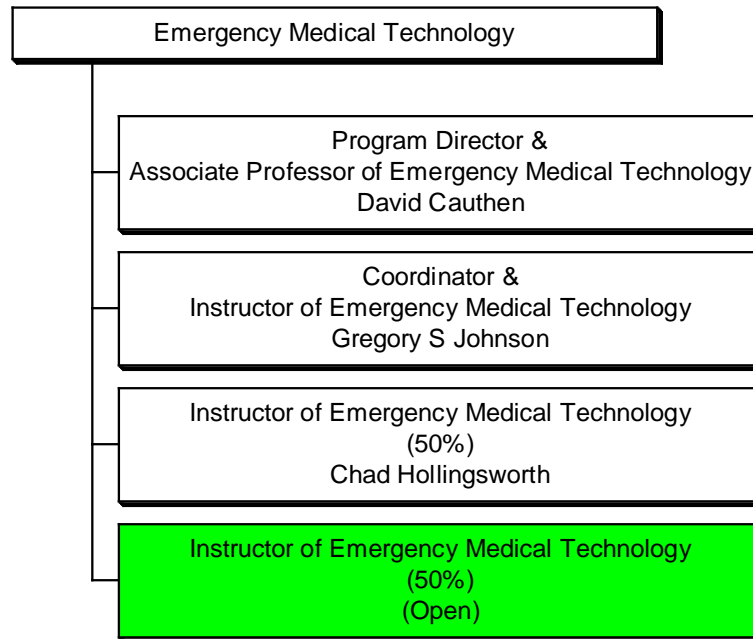 Emergency Medical Technology
Program Director &
Associate Professor of Emergency Medical Technology
David Cauthen
Coordinator &
Instructor of Emergency Medical Technology
Gregory S Johnson
Instructor of Emergency Medical Technology
(50%)
Chad Hollingsworth
Instructor of Emergency Medical Technology
(50%)
(Open)